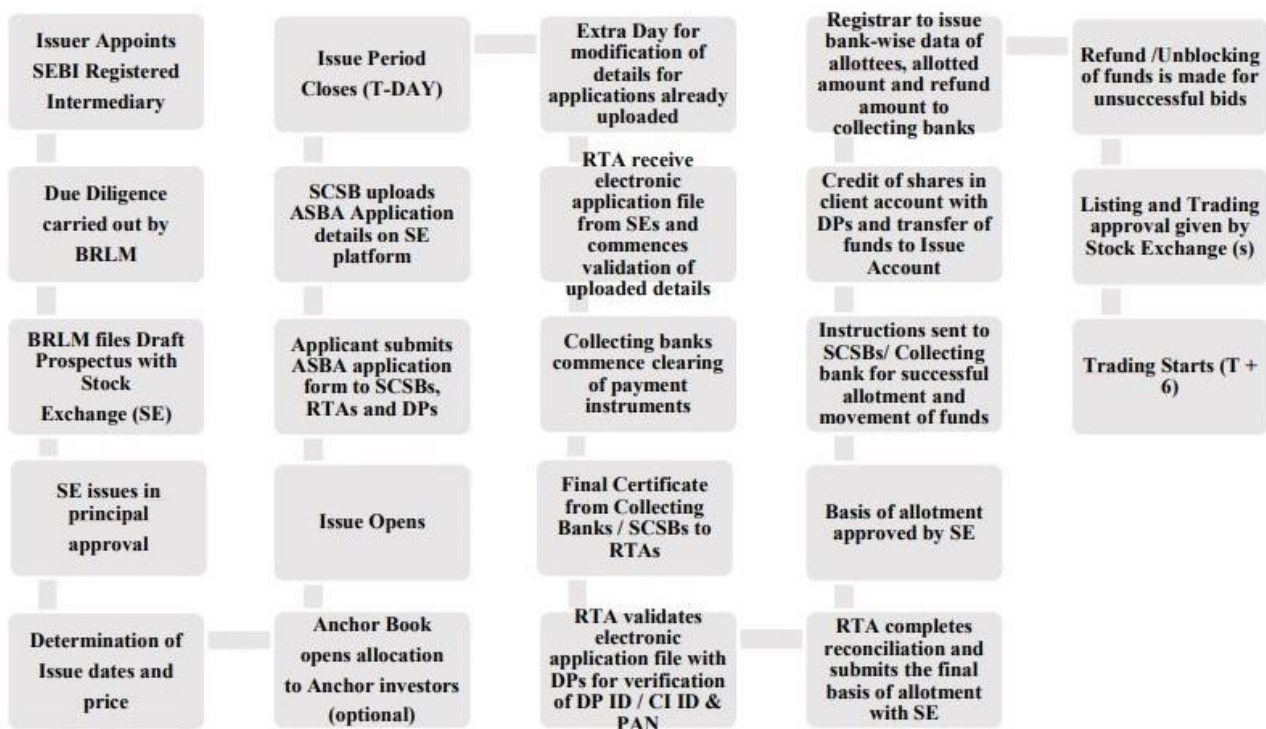 Issuer Appoints
SEBI Registered
Intermediary
Due Diligence
carried out by
BRLM
BRLM files Draft
Prospectus with
Stock
Exchange (SE)
SE issues in
principal
approval
Determination of
Issue dates and
price
Anchor Book
opens allocation
to Anchor investors
(optional)
Issue Opens
Applicant submits
ASBA application
form to SCSBs,
RTAs and DPs
SCSB uploads
ASBA Application
details on SE
platform
Issue Period
Closes (T-DAY)
Extra Day for
modification of
details for
applications already
uploaded
RTA receive
electronic
application file
from SEs and
commences
validation of
uploaded details
Collecting banks
commence clearing
of payment
instruments
Final Certificate
from Collecting
Banks / SCSBs to
RTAs
RTA validates
electronic
application file with
DPs for verification
of DP ID / CI ID &
PAN
RTA completes
reconciliation and
submits the final
basis of allotment
with SE
Basis of allotment
approved by SE
Instructions sent to
SCSBs/ Collecting
bank for successful
allotment and
movement of funds
Credit of shares in
client account with
DPs and transfer of
funds to Issue
Account
Registrar to issue
bank-wise data of
allottees, allotted
amount and refund
amount to
collecting banks
Refund /Unblocking
of funds is made for
unsuccessful bids
Listing and Trading
approval given by
Stock Exchange (s)
Trading Starts (T +
6)